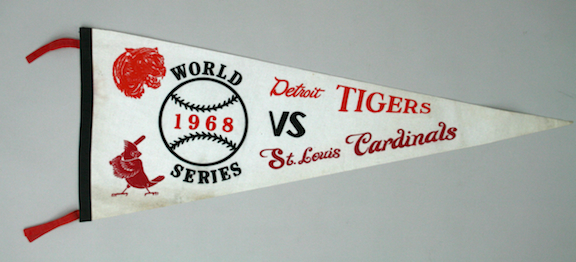 WORLD
1968
SERIES
Detroit TIGERS
VS
St. Louis Cardinals